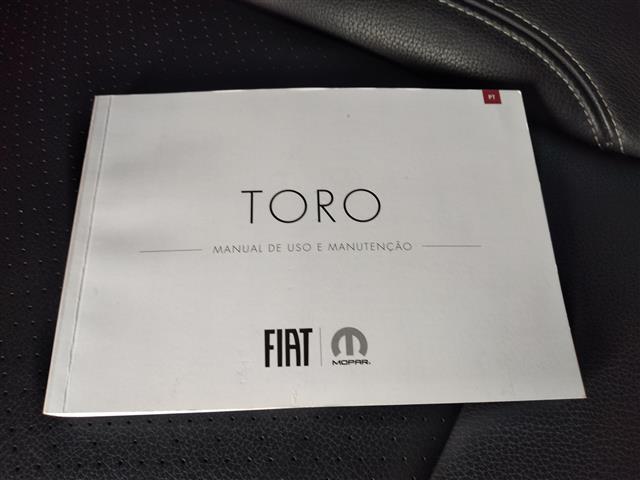 PT
TORO
MANUAL DE USO E MANUTENÇÃO
FIAT
MOPAR®